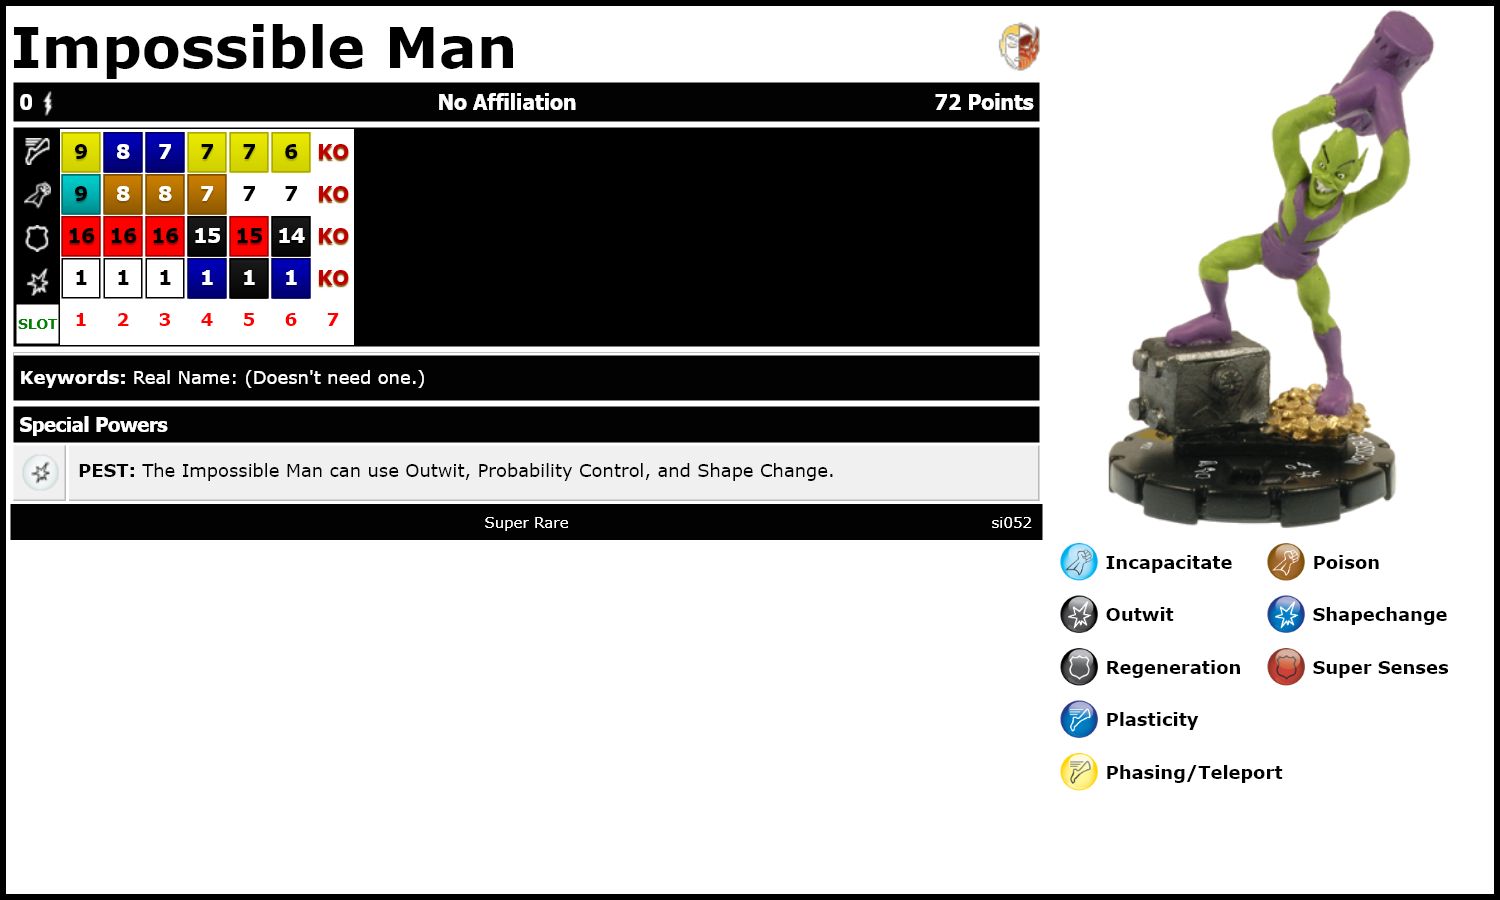 Impossible Man
0 No Affiliation 72 Points
9 8 7 7 7 6 KO
9 8 8 7 7 7 KO
16 16 16 15 15 14 KO
1 1 1 1 1 1 KO
SLOT 1 2 3 4 5 6 7
Keywords: Real Name: (Doesn't need one.)
Special Powers
PEST: The Impossible Man can use Outwit, Probability Control, and Shape Change.
Super Rare si052
Incapacitate Poison
Outwit Shapechange
Regeneration Super Senses
Plasticity
Phasing/Teleport